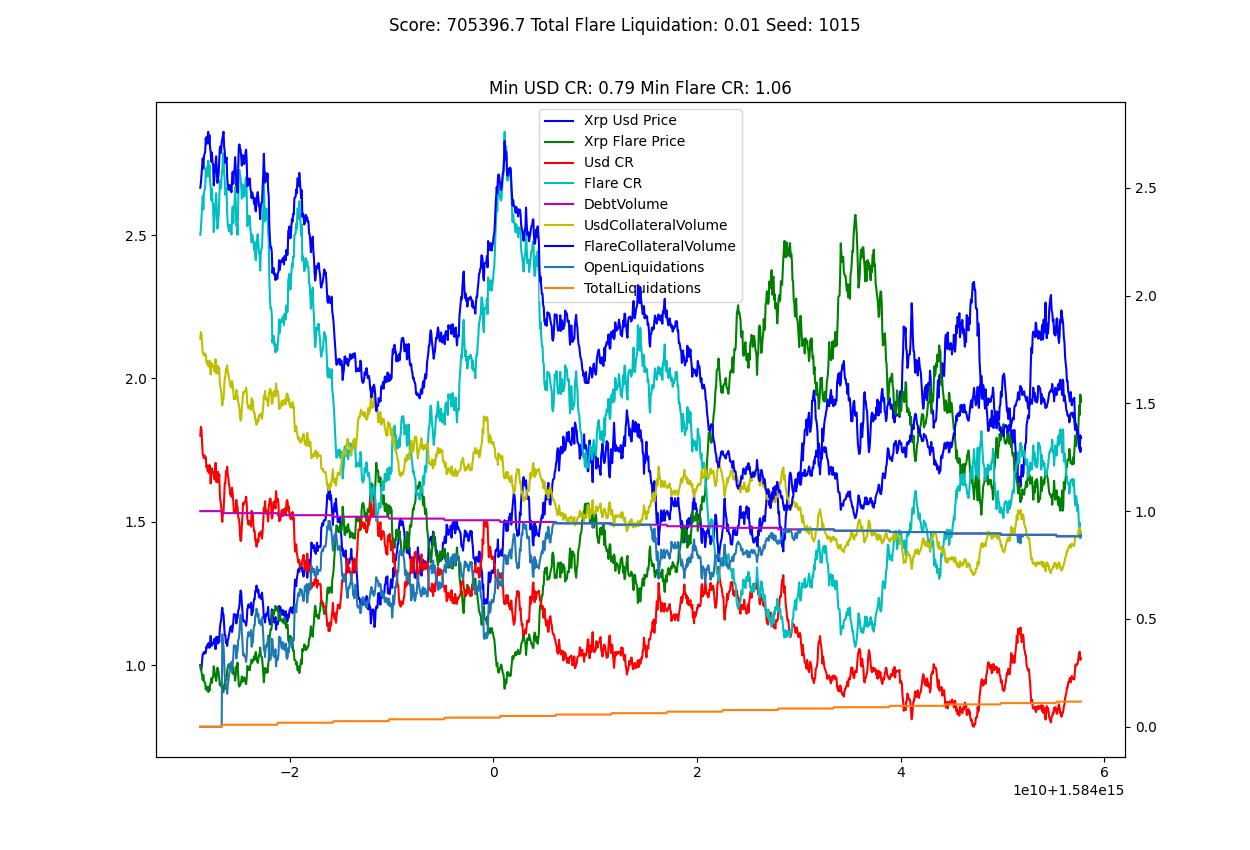 Score: 705396.7 Total Flare Liquidation: 0.01 Seed: 1015
Min USD CR: 0.79 Min Flare CR: 1.06
Xrp Usd Price
Xrp Flare Price
Usd CR
Flare CR
DebtVolume
UsdCollateralVolume
FlareCollateralVolume
OpenLiquidations
TotalLiquidations
2.5
2.0
1.5
1.0
2.5
2.0
1.5
1.0
0.5
0.0
−2
0
2
4
6
1e10+1.584e15